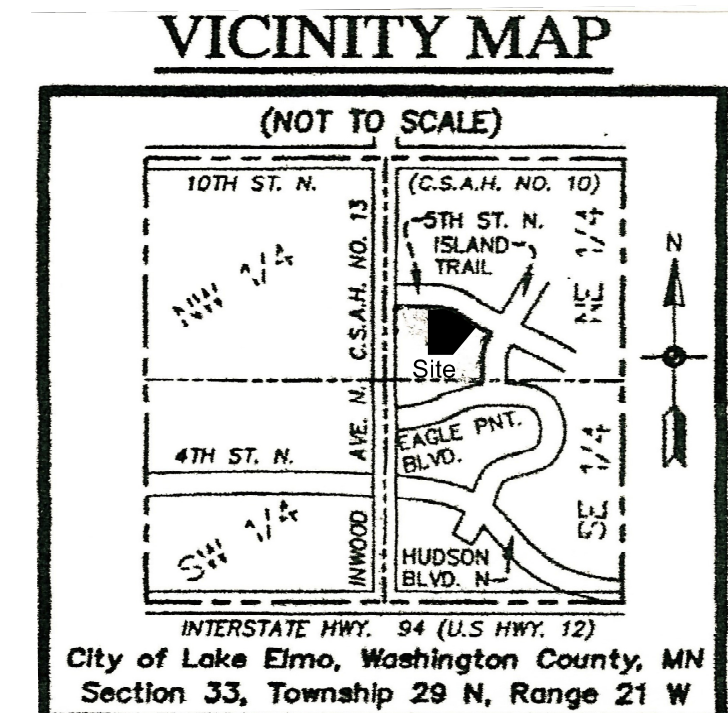 VICINITY MAP
(NOT TO SCALE)
10TH ST. N.
(C.S.A.H. NO. 10)
5TH ST. N.
ISLAND
TRAIL
NW 1/4
NE 1/4
INWOOD AVE. N. C.S.A.H. NO. 13
N
Site
EAGLE PNT.
BLVD.
4TH ST. N.
SW 1/4
SE 1/4
HUDSON
BLVD. N
INTERSTATE HWY. 94 (U.S HWY. 12)
City of Lake Elmo, Washington County, MN
Section 33, Township 29 N, Range 21 W